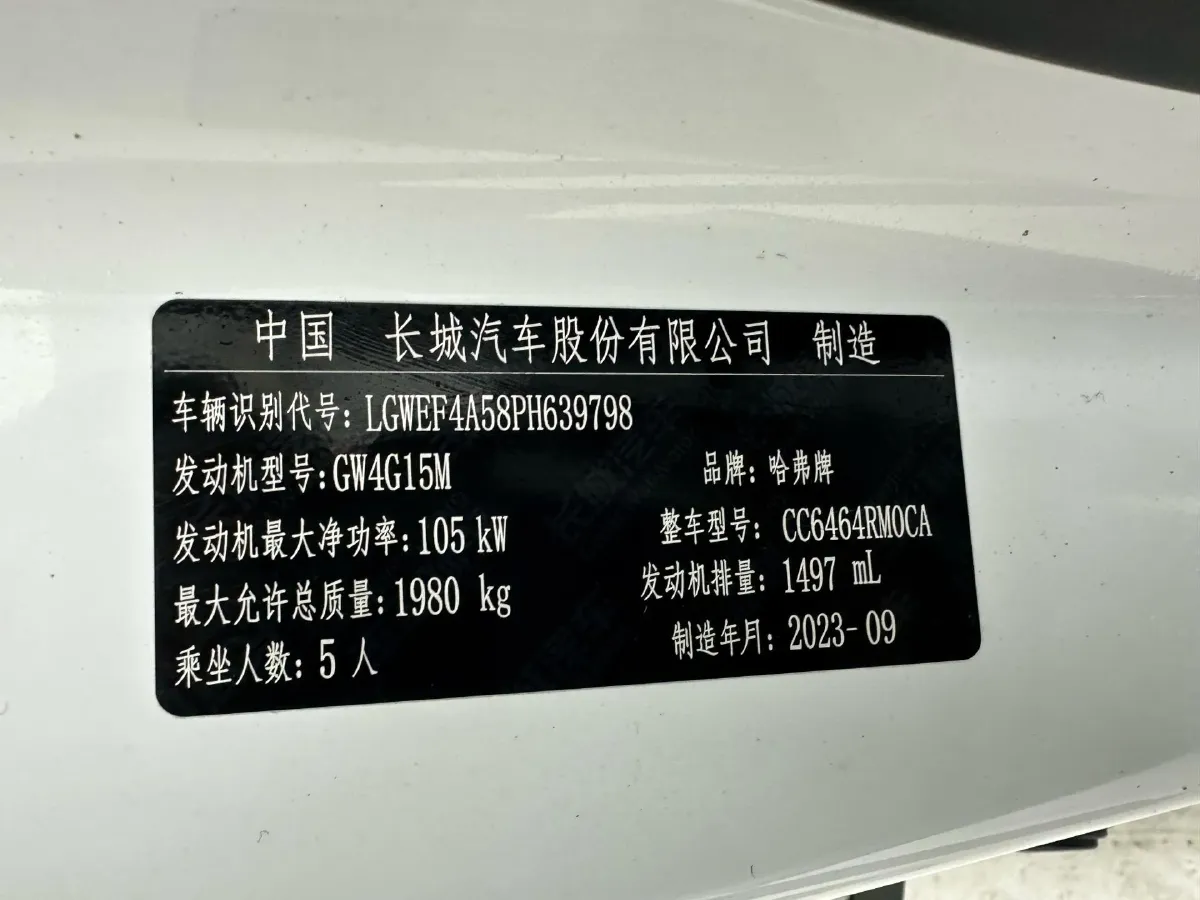 中国 长城汽车股份有限公司 制造
车辆识别代号: LGWEF4A58PH639798
发动机型号:GW4G15M 品牌: 哈弗牌
发动机最大净功率:105 kW 整车型号: CC6464RM0CA
最大允许总质量:1980 kg 发动机排量: 1497 mL
乘坐人数: 5 人 制造年月: 2023-09